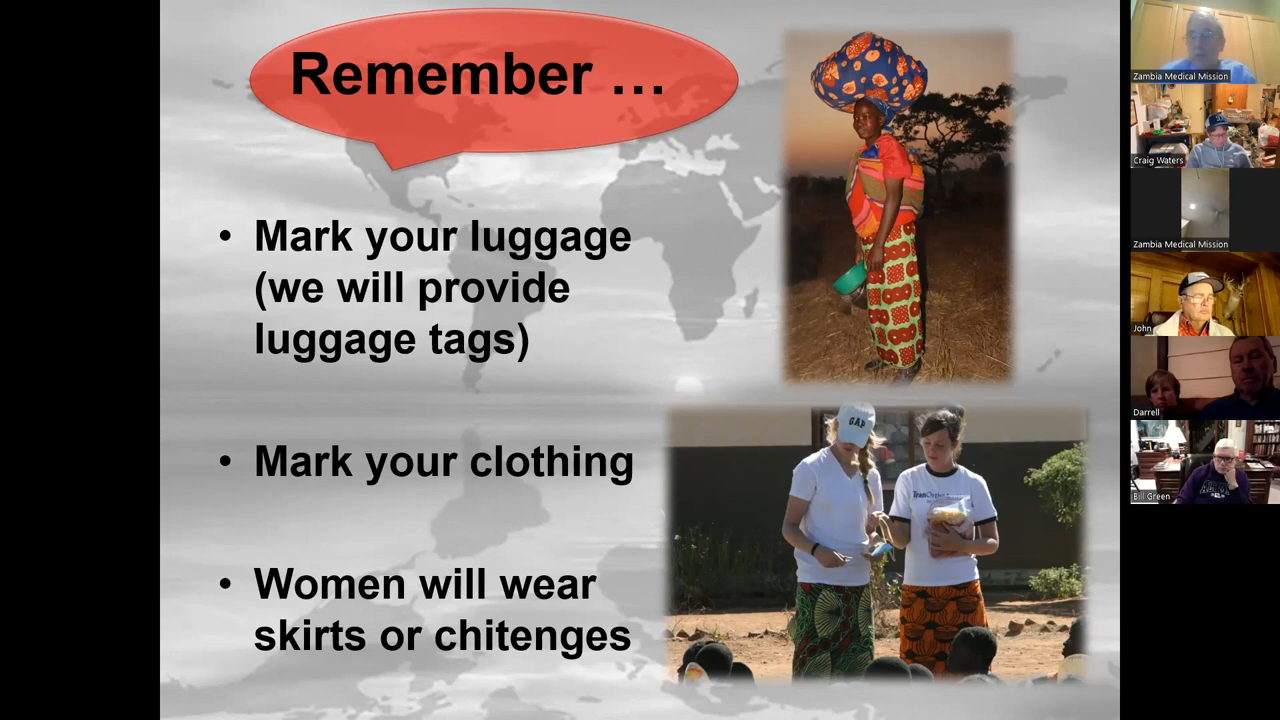 Remember …
• Mark your luggage
(we will provide
luggage tags)
• Mark your clothing
• Women will wear
skirts or chitenges
GAP
Zambia Medical Mission
Craig Waters
Zambia Medical Mission
John
Darrell
Bill Green